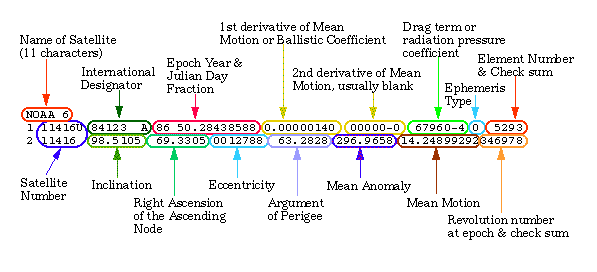 Name of Satellite
(11 characters)
International
Designator
Epoch Year &
Julian Day
Fraction
1st derivative of Mean
Motion or Ballistic Coefficient
2nd derivative of Mean
Motion, usually blank
Drag term or
radiation pressure
coefficient
Ephemeris
Type
Element Number
& Check sum
NOAA 6
1 11416U 84123 A 86 50.28438588 0.00000140 00000-0 67960-4 0 5293
2 11416 98.5105 69.3305 0012788 63.2828 296.9658 14.24899292 346978
Satellite
Number
Inclination
Right Ascension
of the Ascending
Node
Eccentricity
Argument
of Perigee
Mean Anomaly
Mean Motion
Revolution number
at epoch & check sum